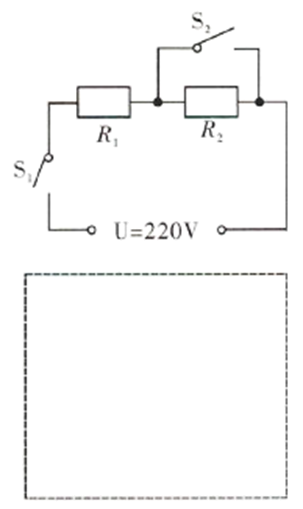 S₂
R₁ R₂
S₁
U=220V